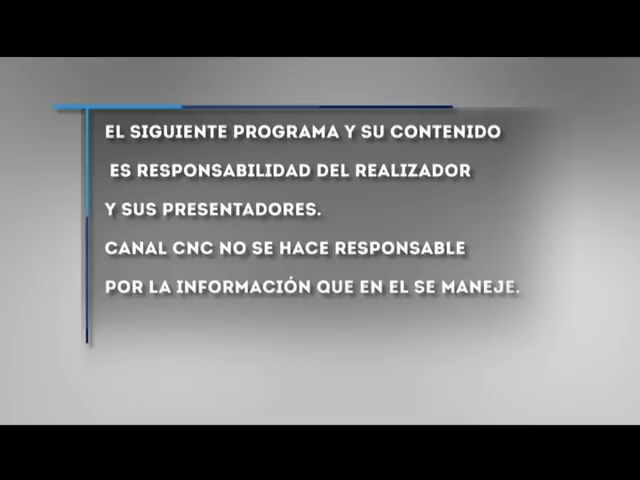 EL SIGUIENTE PROGRAMA Y SU CONTENIDO
ES RESPONSABILIDAD DEL REALIZADOR
Y SUS PRESENTADORES.
CANAL CNC NO SE HACE RESPONSABLE
POR LA INFORMACIÓN QUE EN EL SE MANEJE.